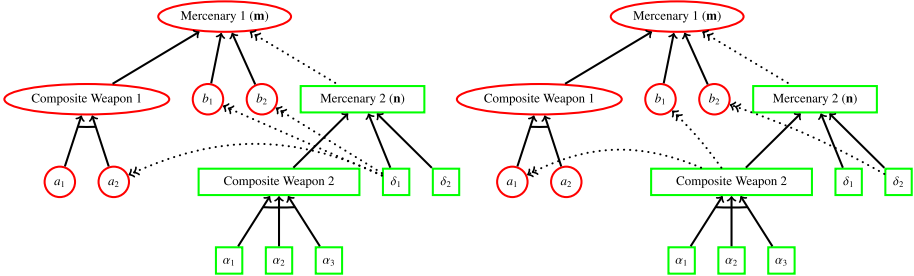 Mercenary 1 (m)
Composite Weapon 1
b₁
b₂
Mercenary 2 (n)
a₁
a₂
Composite Weapon 2
δ₁
δ₂
α₁
α₂
α₃
Mercenary 1 (m)
Composite Weapon 1
b₁
b₂
Mercenary 2 (n)
a₁
a₂
Composite Weapon 2
δ₁
δ₂
α₁
α₂
α₃